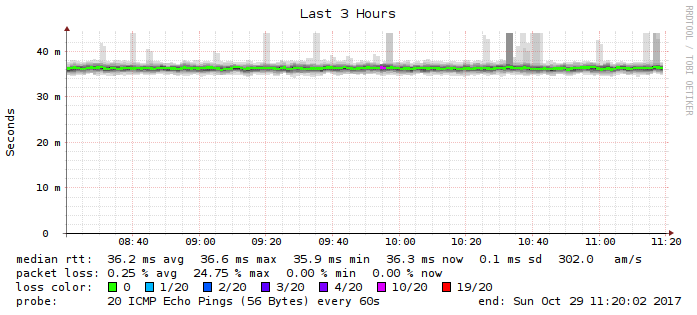 Last 3 Hours
RRDTOOL / TOBI OETIKER
Seconds
40 m
30 m
20 m
10 m
0
08:40 09:00 09:20 09:40 10:00 10:20 10:40 11:00 11:20
median rtt: 36.2 ms avg 36.6 ms max 35.9 ms min 36.3 ms now 0.1 ms sd 302.0 am/s
packet loss: 0.25 % avg 24.75 % max 0.00 % min 0.00 % now
loss color: 0 1/20 2/20 3/20 4/20 10/20 19/20
probe: 20 ICMP Echo Pings (56 Bytes) every 60s end: Sun Oct 29 11:20:02 2017